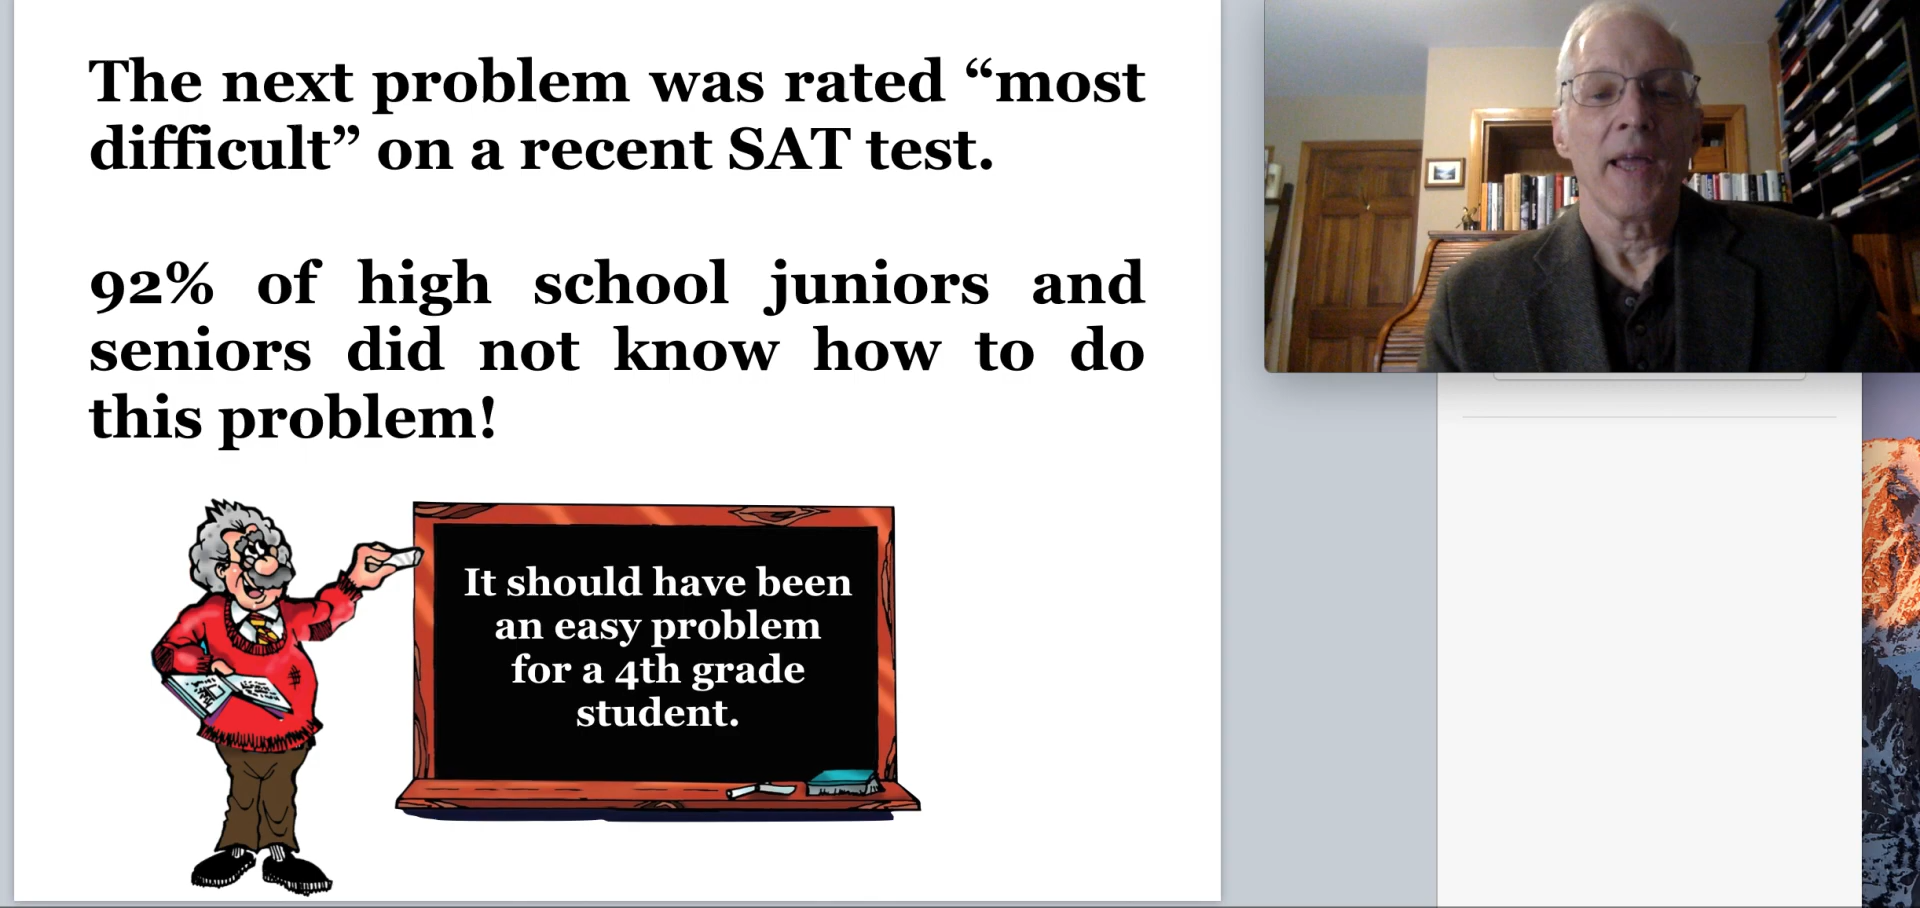 The next problem was rated “most
difficult” on a recent SAT test.
92% of high school juniors and
seniors did not know how to do
this problem!
It should have been
an easy problem
for a 4th grade
student.